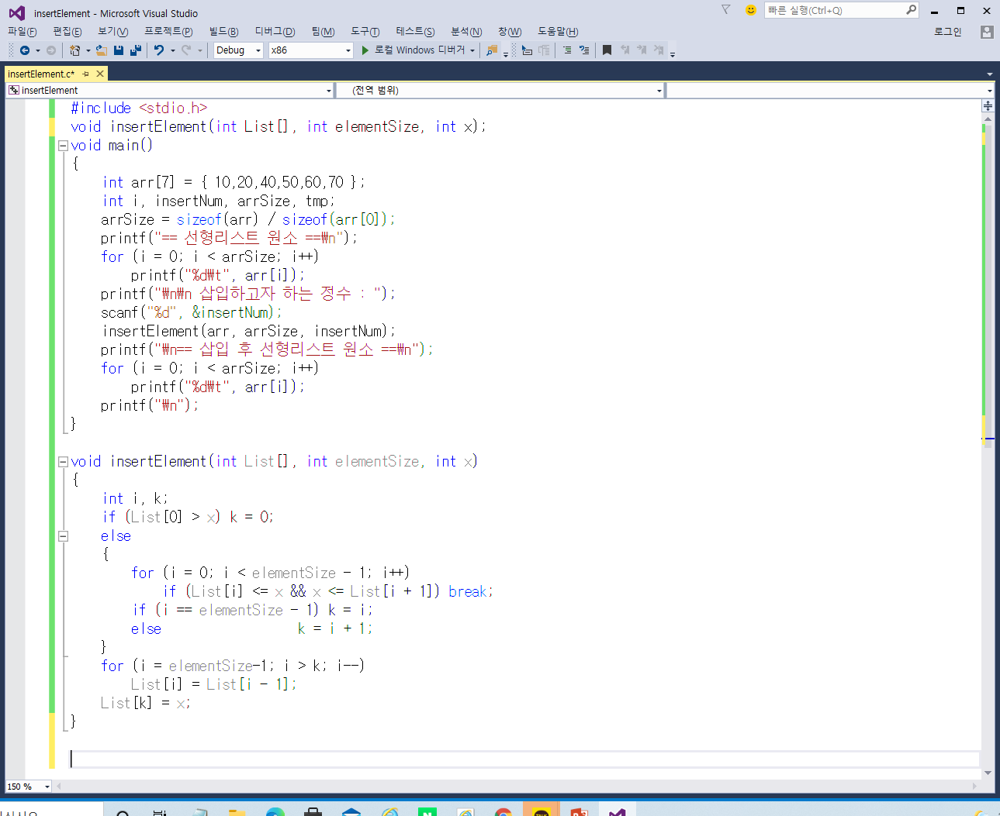 insertElement - Microsoft Visual Studio
빠른 실행(Ctrl+Q)
파일(F) 편집(E) 보기(V) 프로젝트(P) 빌드(B) 디버그(D) 팀(M) 도구(T) 테스트(S) 분석(N) 창(W) 도움말(H) 로그인
Debug x86 로컬 Windows 디버거
insertElement.c*
insertElement (전역 범위)
#include <stdio.h>
void insertElement(int List[], int elementSize, int x);
void main()
{
int arr[7] = { 10,20,40,50,60,70 };
int i, insertNum, arrSize, tmp;
arrSize = sizeof(arr) / sizeof(arr[0]);
printf("== 선형리스트 원소 ==₩n");
for (i = 0; i < arrSize; i++)
printf("%d₩t", arr[i]);
printf("₩n₩n 삽입하고자 하는 정수 : ");
scanf("%d", &insertNum);
insertElement(arr, arrSize, insertNum);
printf("₩n== 삽입 후 선형리스트 원소 ==₩n");
for (i = 0; i < arrSize; i++)
printf("%d₩t", arr[i]);
printf("₩n");
}
void insertElement(int List[], int elementSize, int x)
{
int i, k;
if (List[0] > x) k = 0;
else
{
for (i = 0; i < elementSize - 1; i++)
if (List[i] <= x && x <= List[i + 1]) break;
if (i == elementSize - 1) k = i;
else k = i + 1;
}
for (i = elementSize-1; i > k; i--)
List[i] = List[i - 1];
List[k] = x;
}
150 %